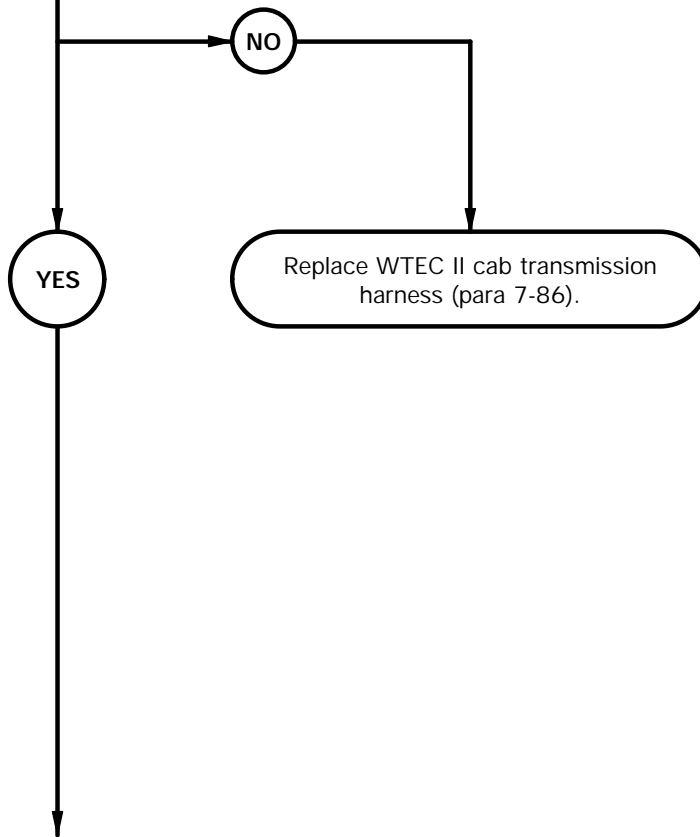 NO
YES
Replace WTEC II cab transmission
harness (para 7-86).